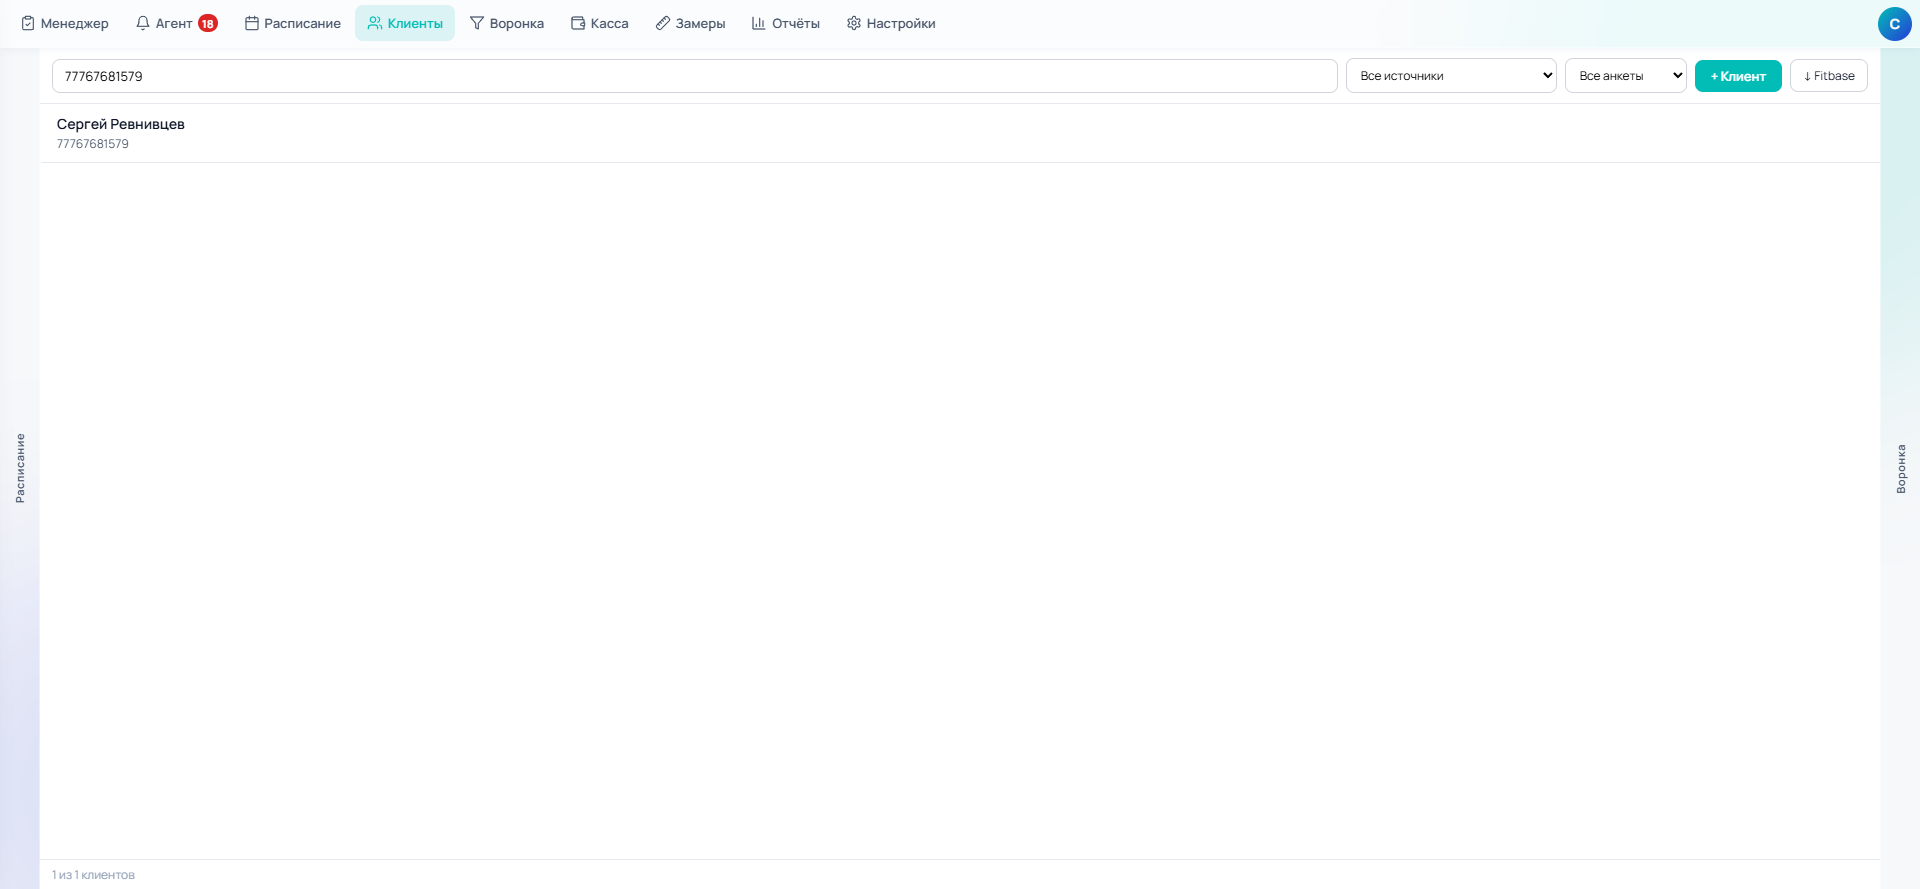 Менеджер Агент 18 Расписание Клиенты Воронка Касса Замеры Отчёты Настройки С
77767681579 Все источники Все анкеты + Клиент ↓ Fitbase
Сергей Ревнивцев
77767681579
Расписание
Воронка
1 из 1 клиентов